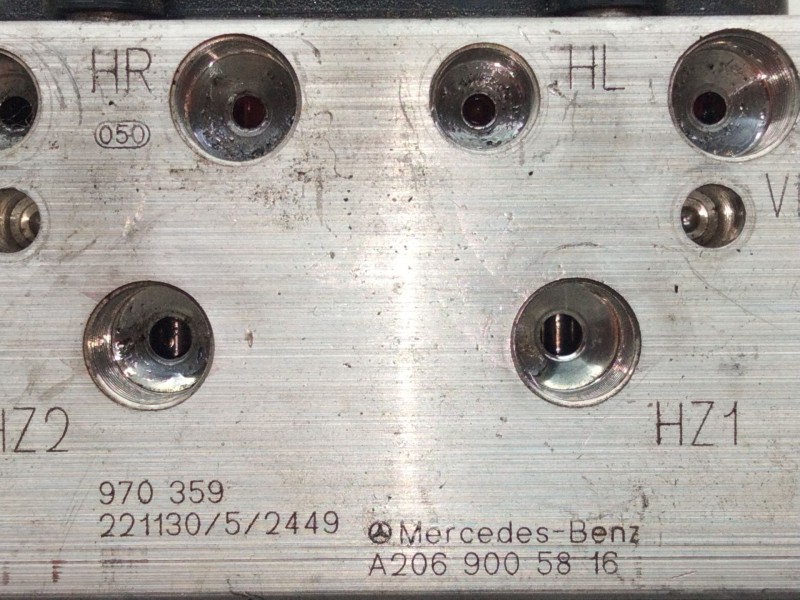 HR
HL
050
HZ2
HZ1
970 359
221130/5/2449
Mercedes-Benz
A206 900 58 16